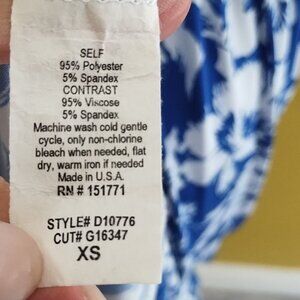 SELF
95% Polyester
5% Spandex
CONTRAST
95% Viscose
5% Spandex
Machine wash cold gentle
cycle, only non-chlorine
bleach when needed, flat
dry, warm iron if needed
Made in U.S.A.
RN # 151771
STYLE# D10776
CUT# G16347
XS